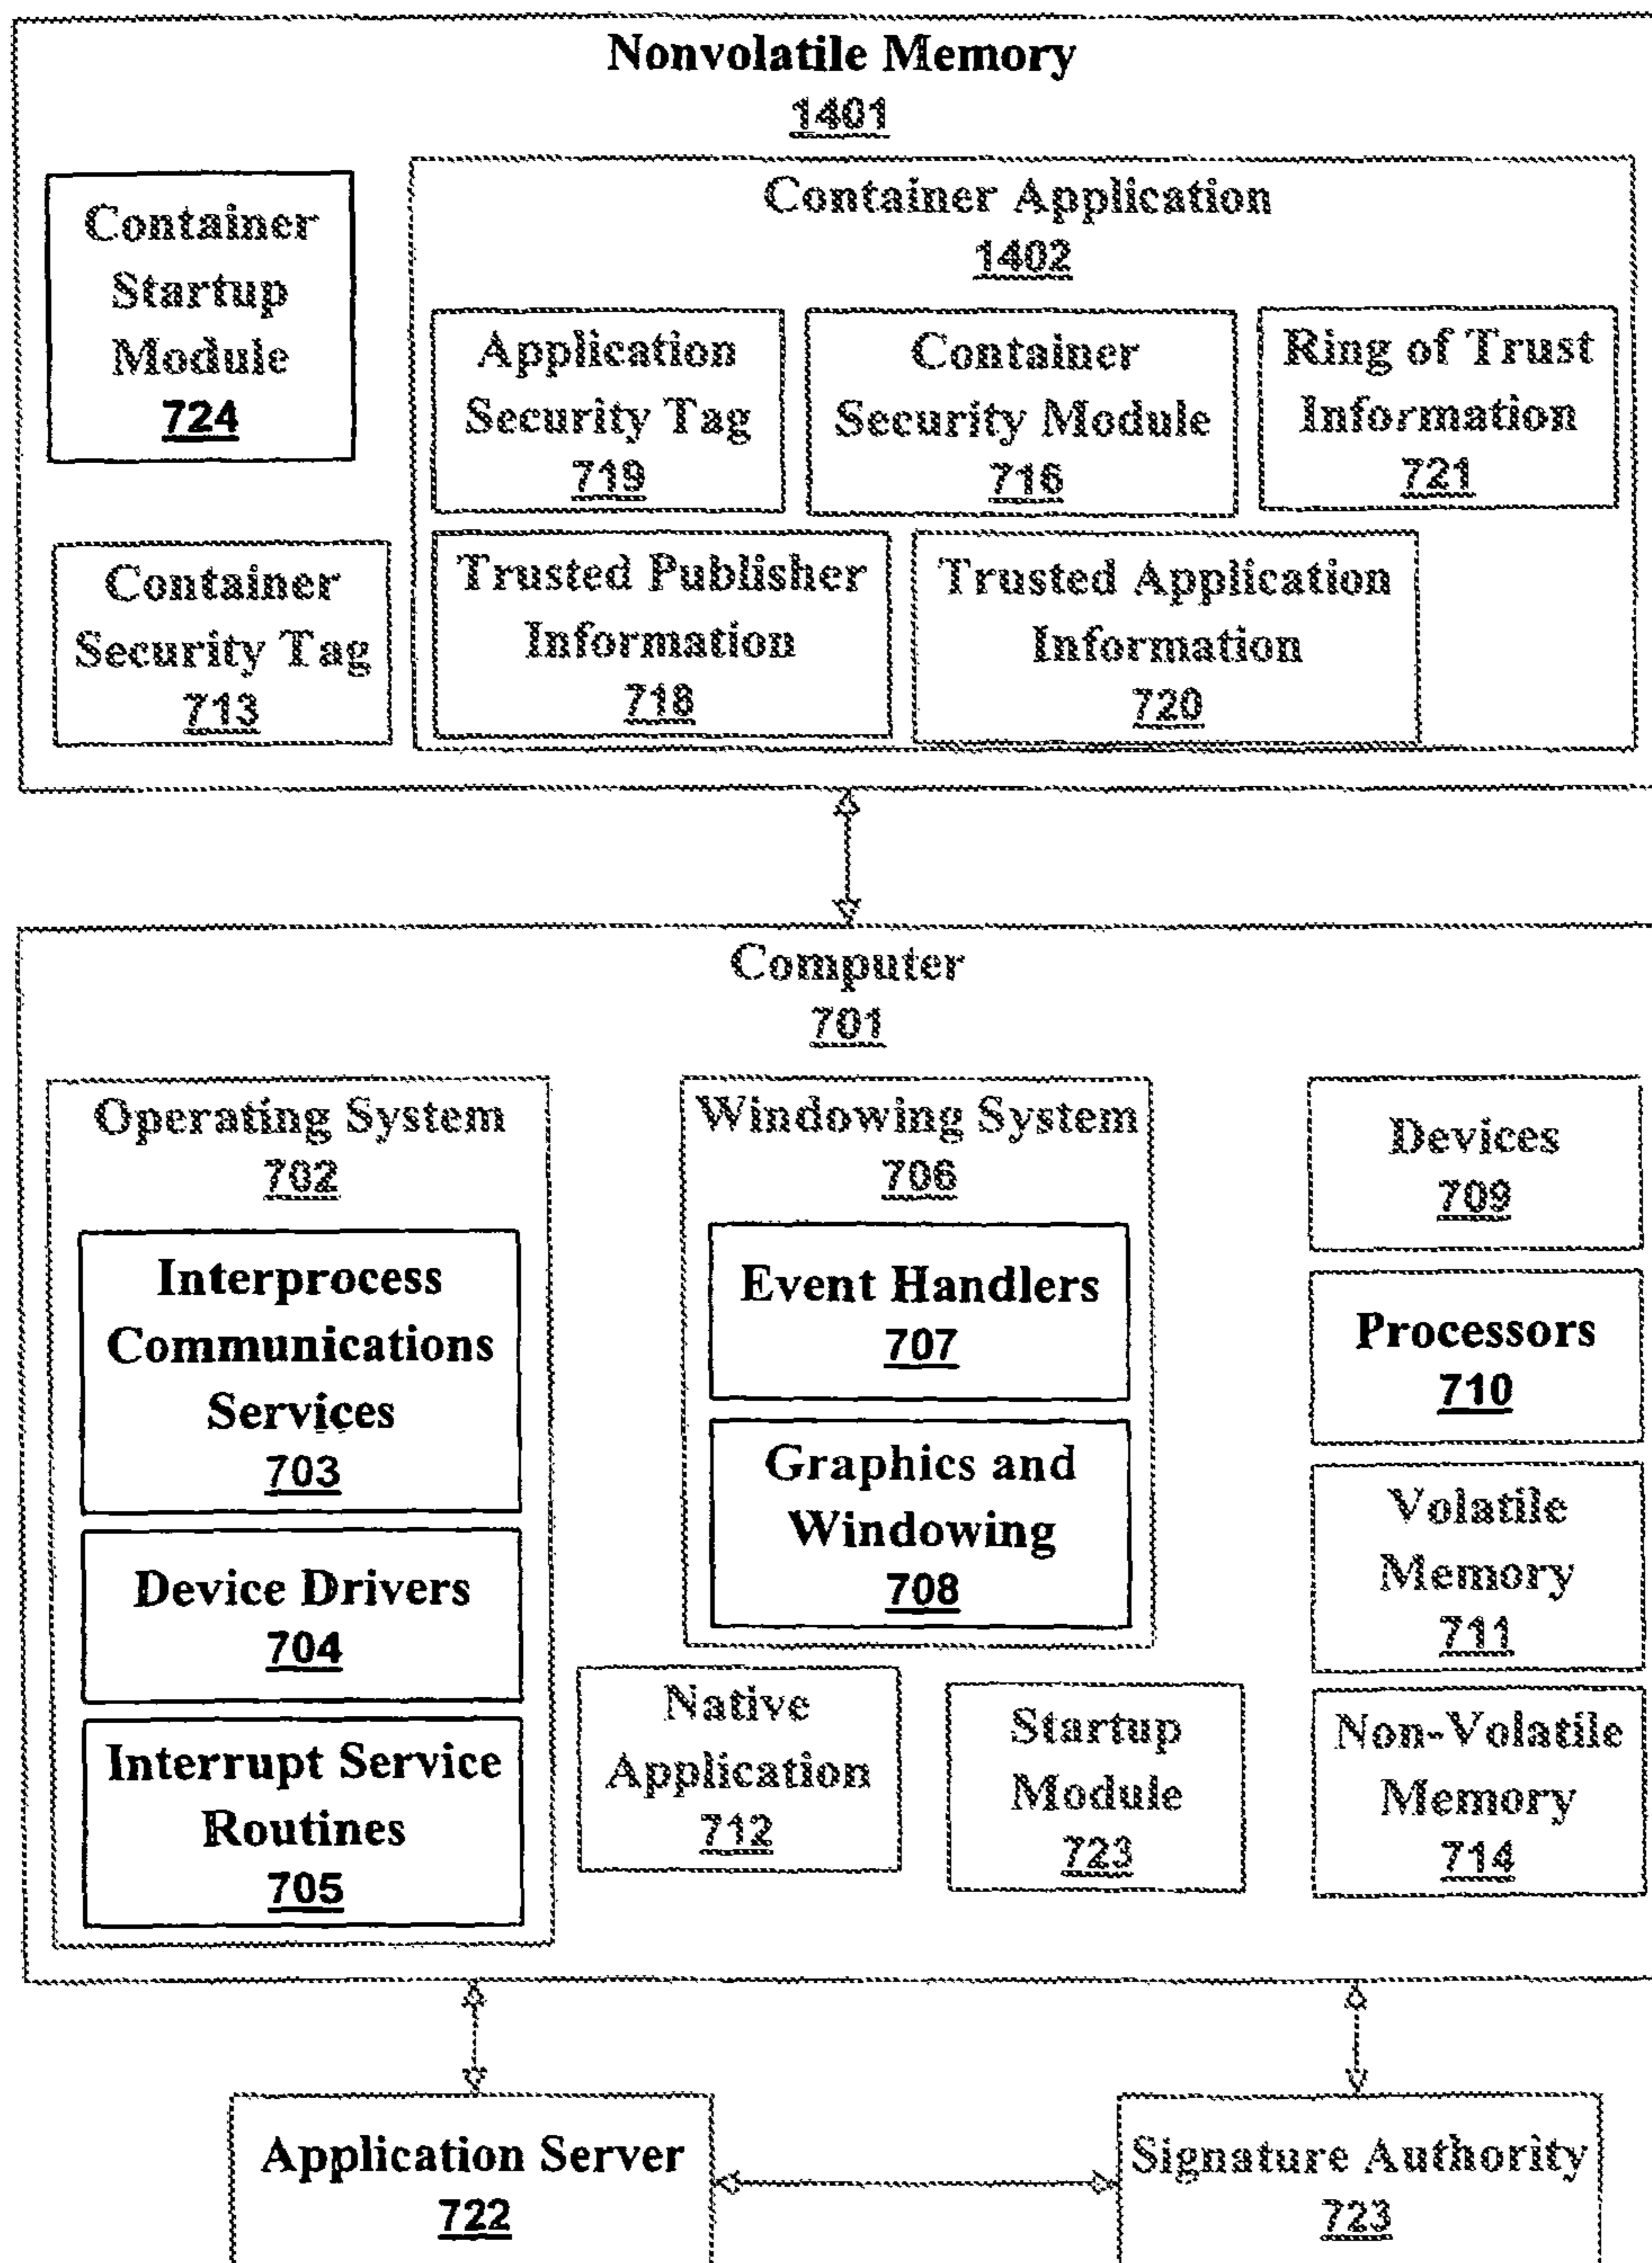 Nonvolatile Memory
1401
Container
Startup
Module
724
Container
Security Tag
713
Container Application
1402
Application
Security Tag
719
Container
Security Module
716
Ring of Trust
Information
721
Trusted Publisher
Information
718
Trusted Application
Information
720
Computer
701
Operating System
702
Interprocess
Communications
Services
703
Device Drivers
704
Interrupt Service
Routines
705
Windowing System
706
Event Handlers
707
Graphics and
Windowing
708
Native
Application
712
Startup
Module
723
Devices
709
Processors
710
Volatile
Memory
711
Non-Volatile
Memory
714
Application Server
722
Signature Authority
723